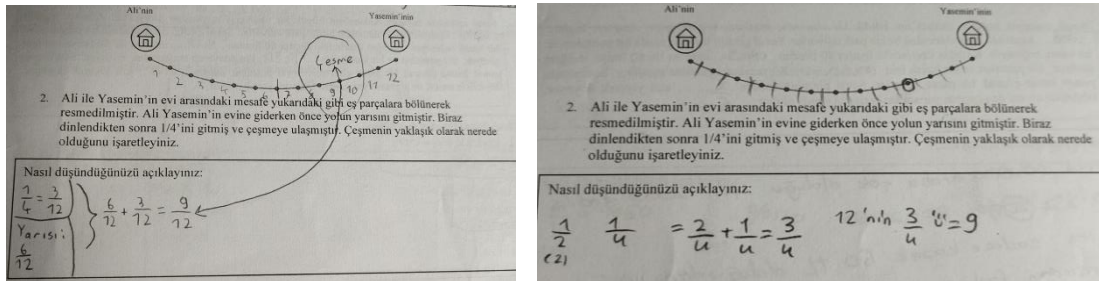 Ali'nin
Yasemin'inin
Çeşme
1 2 3 4 5 6 7 8 9 10 11 12
2. Ali ile Yasemin'in evi arasındaki mesafe yukarıdaki gibi eş parçalara bölünerek
resmedilmiştir. Ali Yasemin'in evine giderken önce yolun yarısını gitmiştir. Biraz
dinlendikten sonra 1/4'ini gitmiş ve çeşmeye ulaşmıştır. Çeşmenin yaklaşık olarak nerede
olduğunu işaretleyiniz.
Nasıl düşündüğünüzü açıklayınız:
1/4 = 3/12
Yarısı:
6/12
6/12 + 3/12 = 9/12
Ali'nin
Yasemin'inin
2. Ali ile Yasemin'in evi arasındaki mesafe yukarıdaki gibi eş parçalara bölünerek
resmedilmiştir. Ali Yasemin'in evine giderken önce yolun yarısını gitmiştir. Biraz
dinlendikten sonra 1/4'ini gitmiş ve çeşmeye ulaşmıştır. Çeşmenin yaklaşık olarak nerede
olduğunu işaretleyiniz.
Nasıl düşündüğünüzü açıklayınız:
1/2 1/4 = 2/4 + 1/4 = 3/4 12'nin 3/4 'ü = 9
(2)